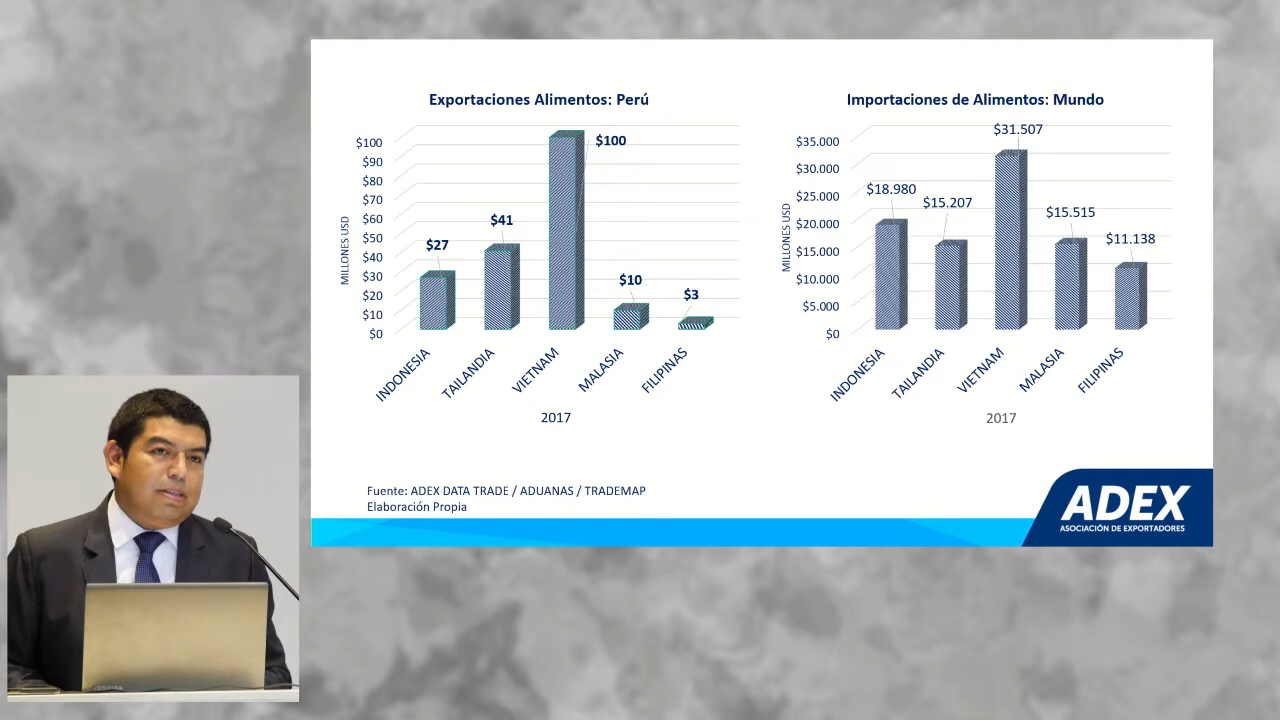 Exportaciones Alimentos: Perú
$100
$90
$80
$70
$60
$50
$40
$30
$20
$10
$0
MILLONES USD
$27
$41
$100
$10
$3
INDONESIA
TAILANDIA
VIETNAM
MALASIA
FILIPINAS
2017
Importaciones de Alimentos: Mundo
$35.000
$30.000
$25.000
$20.000
$15.000
$10.000
$5.000
$0
MILLONES USD
$18.980
$15.207
$31.507
$15.515
$11.138
INDONESIA
TAILANDIA
VIETNAM
MALASIA
FILIPINAS
2017
Fuente: ADEX DATA TRADE / ADUANAS / TRADEMAP
Elaboración Propia
ADEX
ASOCIACIÓN DE EXPORTADORES
TOSHIBA